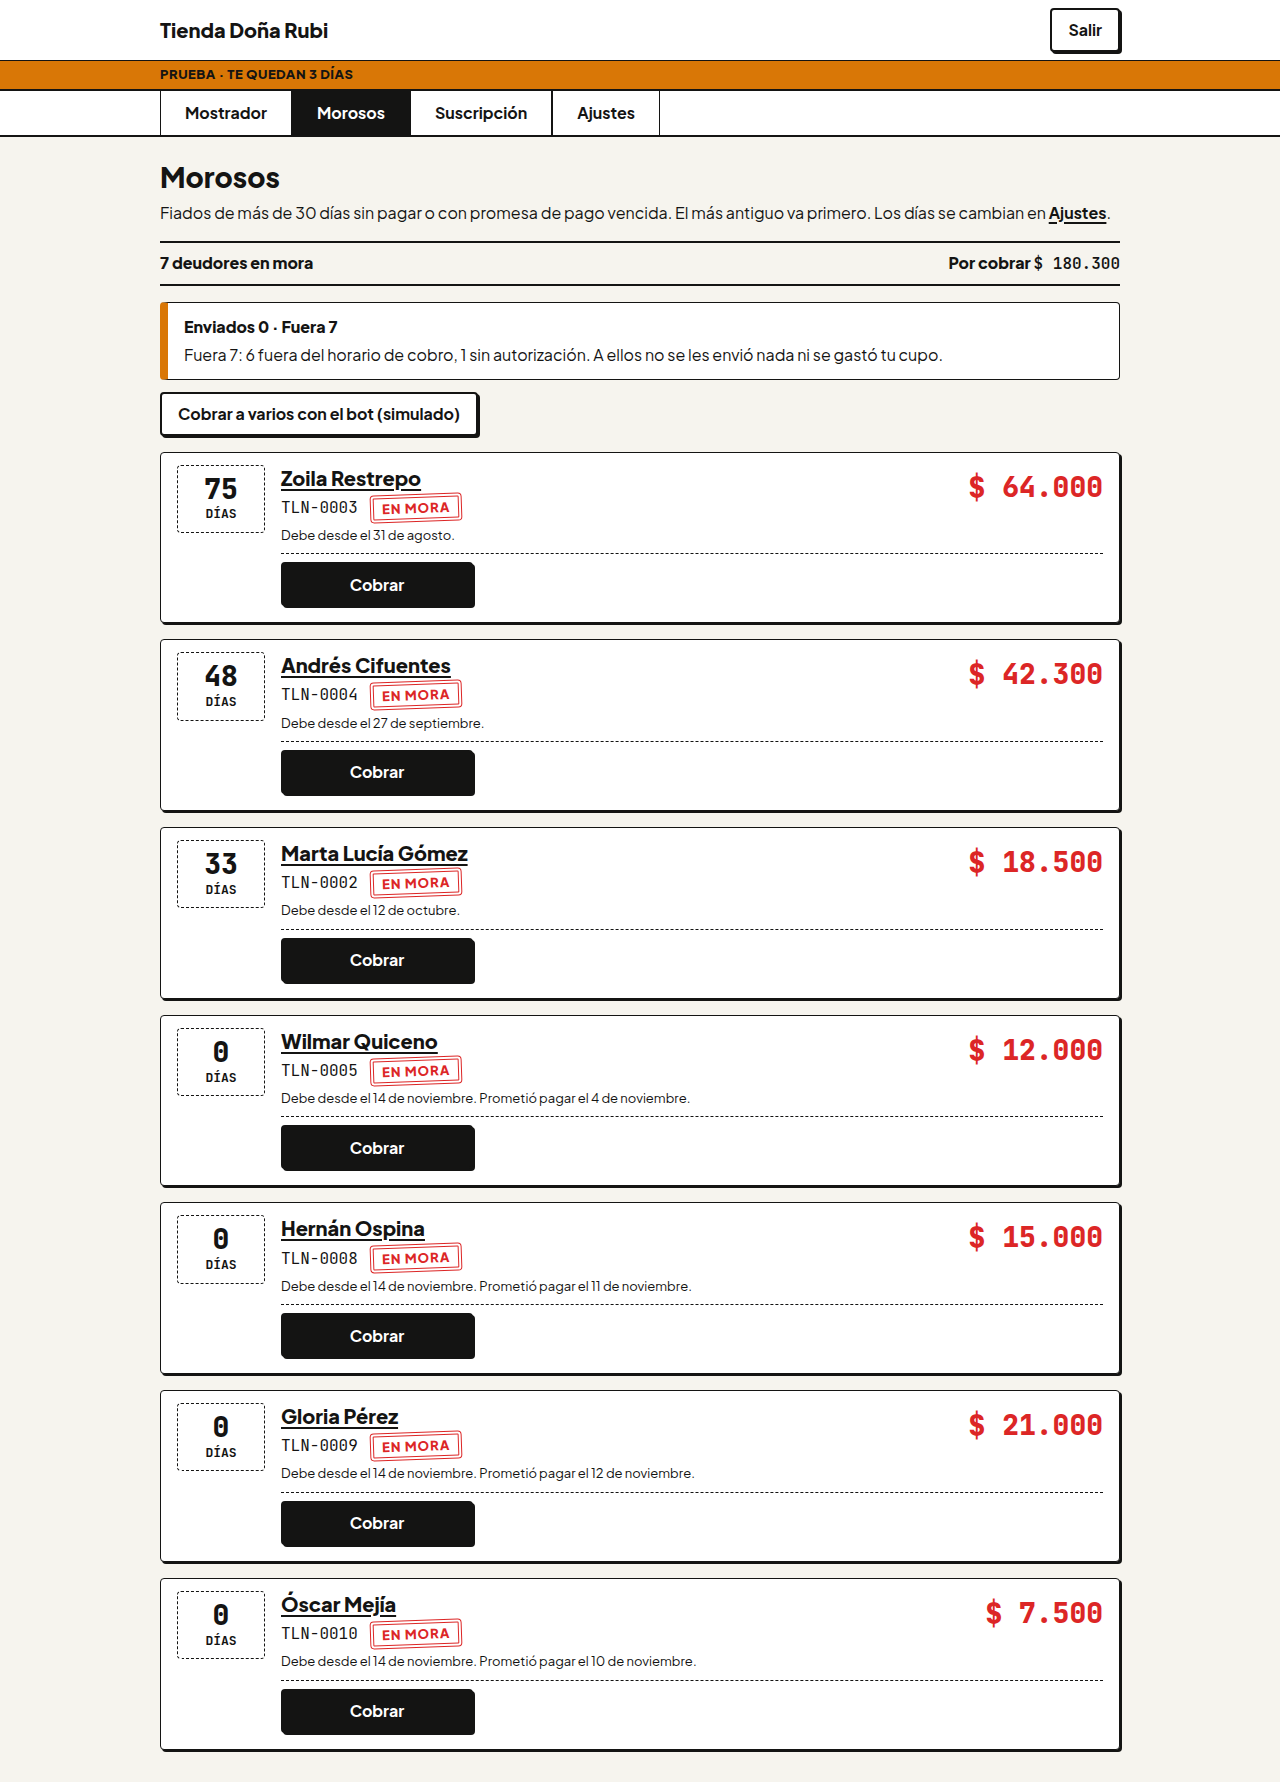 Tienda Doña Rubi
Salir
PRUEBA · TE QUEDAN 3 DÍAS
Mostrador
Morosos
Suscripción
Ajustes
Morosos
Fiados de más de 30 días sin pagar o con promesa de pago vencida. El más antiguo va primero. Los días se cambian en Ajustes.
7 deudores en mora
Por cobrar $ 180.300
Enviados 0 · Fuera 7
Fuera 7: 6 fuera del horario de cobro, 1 sin autorización. A ellos no se les envió nada ni se gastó tu cupo.
Cobrar a varios con el bot (simulado)
75
DÍAS
Zoila Restrepo
$ 64.000
TLN-0003 EN MORA
Debe desde el 31 de agosto.
Cobrar
48
DÍAS
Andrés Cifuentes
$ 42.300
TLN-0004 EN MORA
Debe desde el 27 de septiembre.
Cobrar
33
DÍAS
Marta Lucía Gómez
$ 18.500
TLN-0002 EN MORA
Debe desde el 12 de octubre.
Cobrar
0
DÍAS
Wilmar Quiceno
$ 12.000
TLN-0005 EN MORA
Debe desde el 14 de noviembre. Prometió pagar el 4 de noviembre.
Cobrar
0
DÍAS
Hernán Ospina
$ 15.000
TLN-0008 EN MORA
Debe desde el 14 de noviembre. Prometió pagar el 11 de noviembre.
Cobrar
0
DÍAS
Gloria Pérez
$ 21.000
TLN-0009 EN MORA
Debe desde el 14 de noviembre. Prometió pagar el 12 de noviembre.
Cobrar
0
DÍAS
Óscar Mejía
$ 7.500
TLN-0010 EN MORA
Debe desde el 14 de noviembre. Prometió pagar el 10 de noviembre.
Cobrar